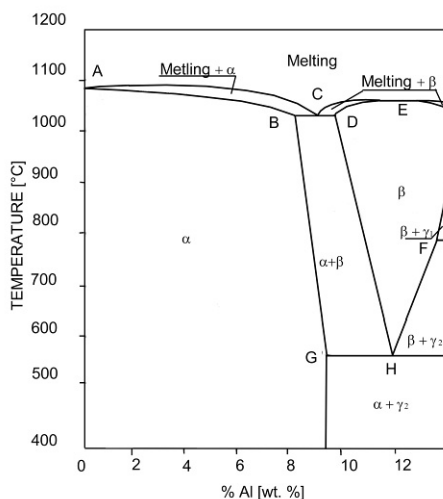 1200
1100
1000
900
800
700
600
500
400
TEMPERATURE [°C]
A
Metling + α
Melting
C
Melting + β
B
D
E
β
β + γ₁
F
α
α+β
G
H
β + γ₂
α + γ₂
0
2
4
6
8
10
12
% Al [wt. %]